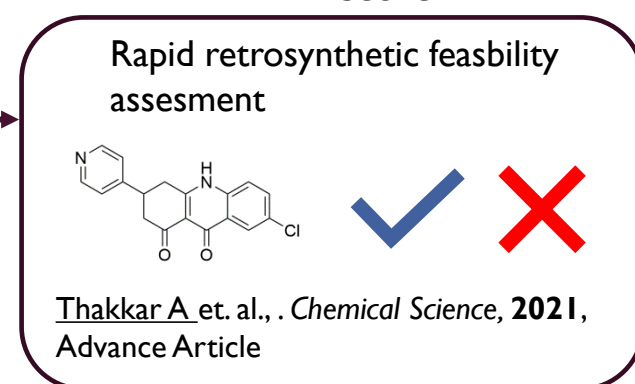 Rapid retrosynthetic feasbility
assesment
N
H
N
Cl
O
O
Thakkar A et. al., . Chemical Science, 2021,
Advance Article